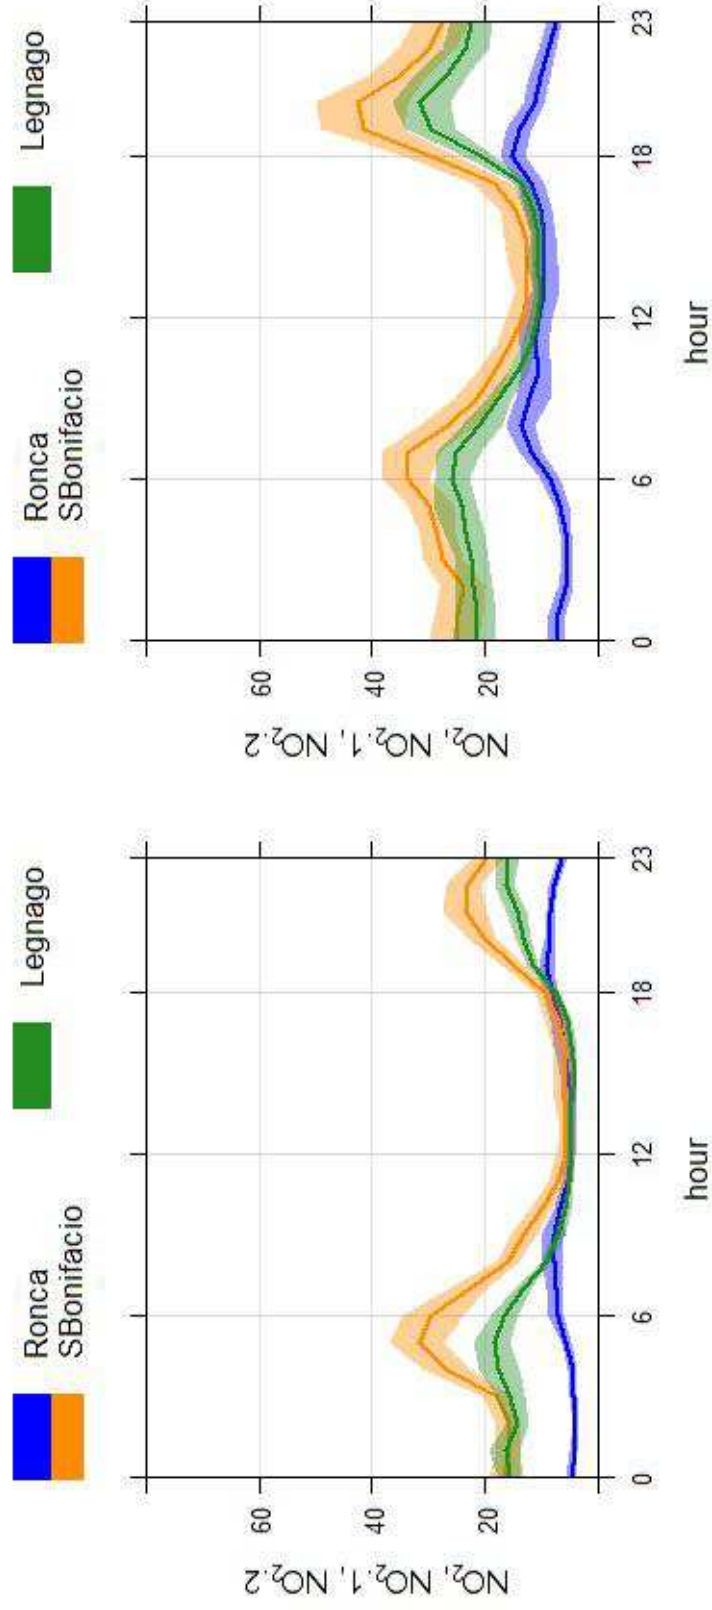 Ronca Legnago
SBonifacio
60
40
20
NO₂, NO₂.1, NO₂.2
0 6 12 18 23
hour
Ronca Legnago
SBonifacio
60
40
20
NO₂, NO₂.1, NO₂.2
0 6 12 18 23
hour